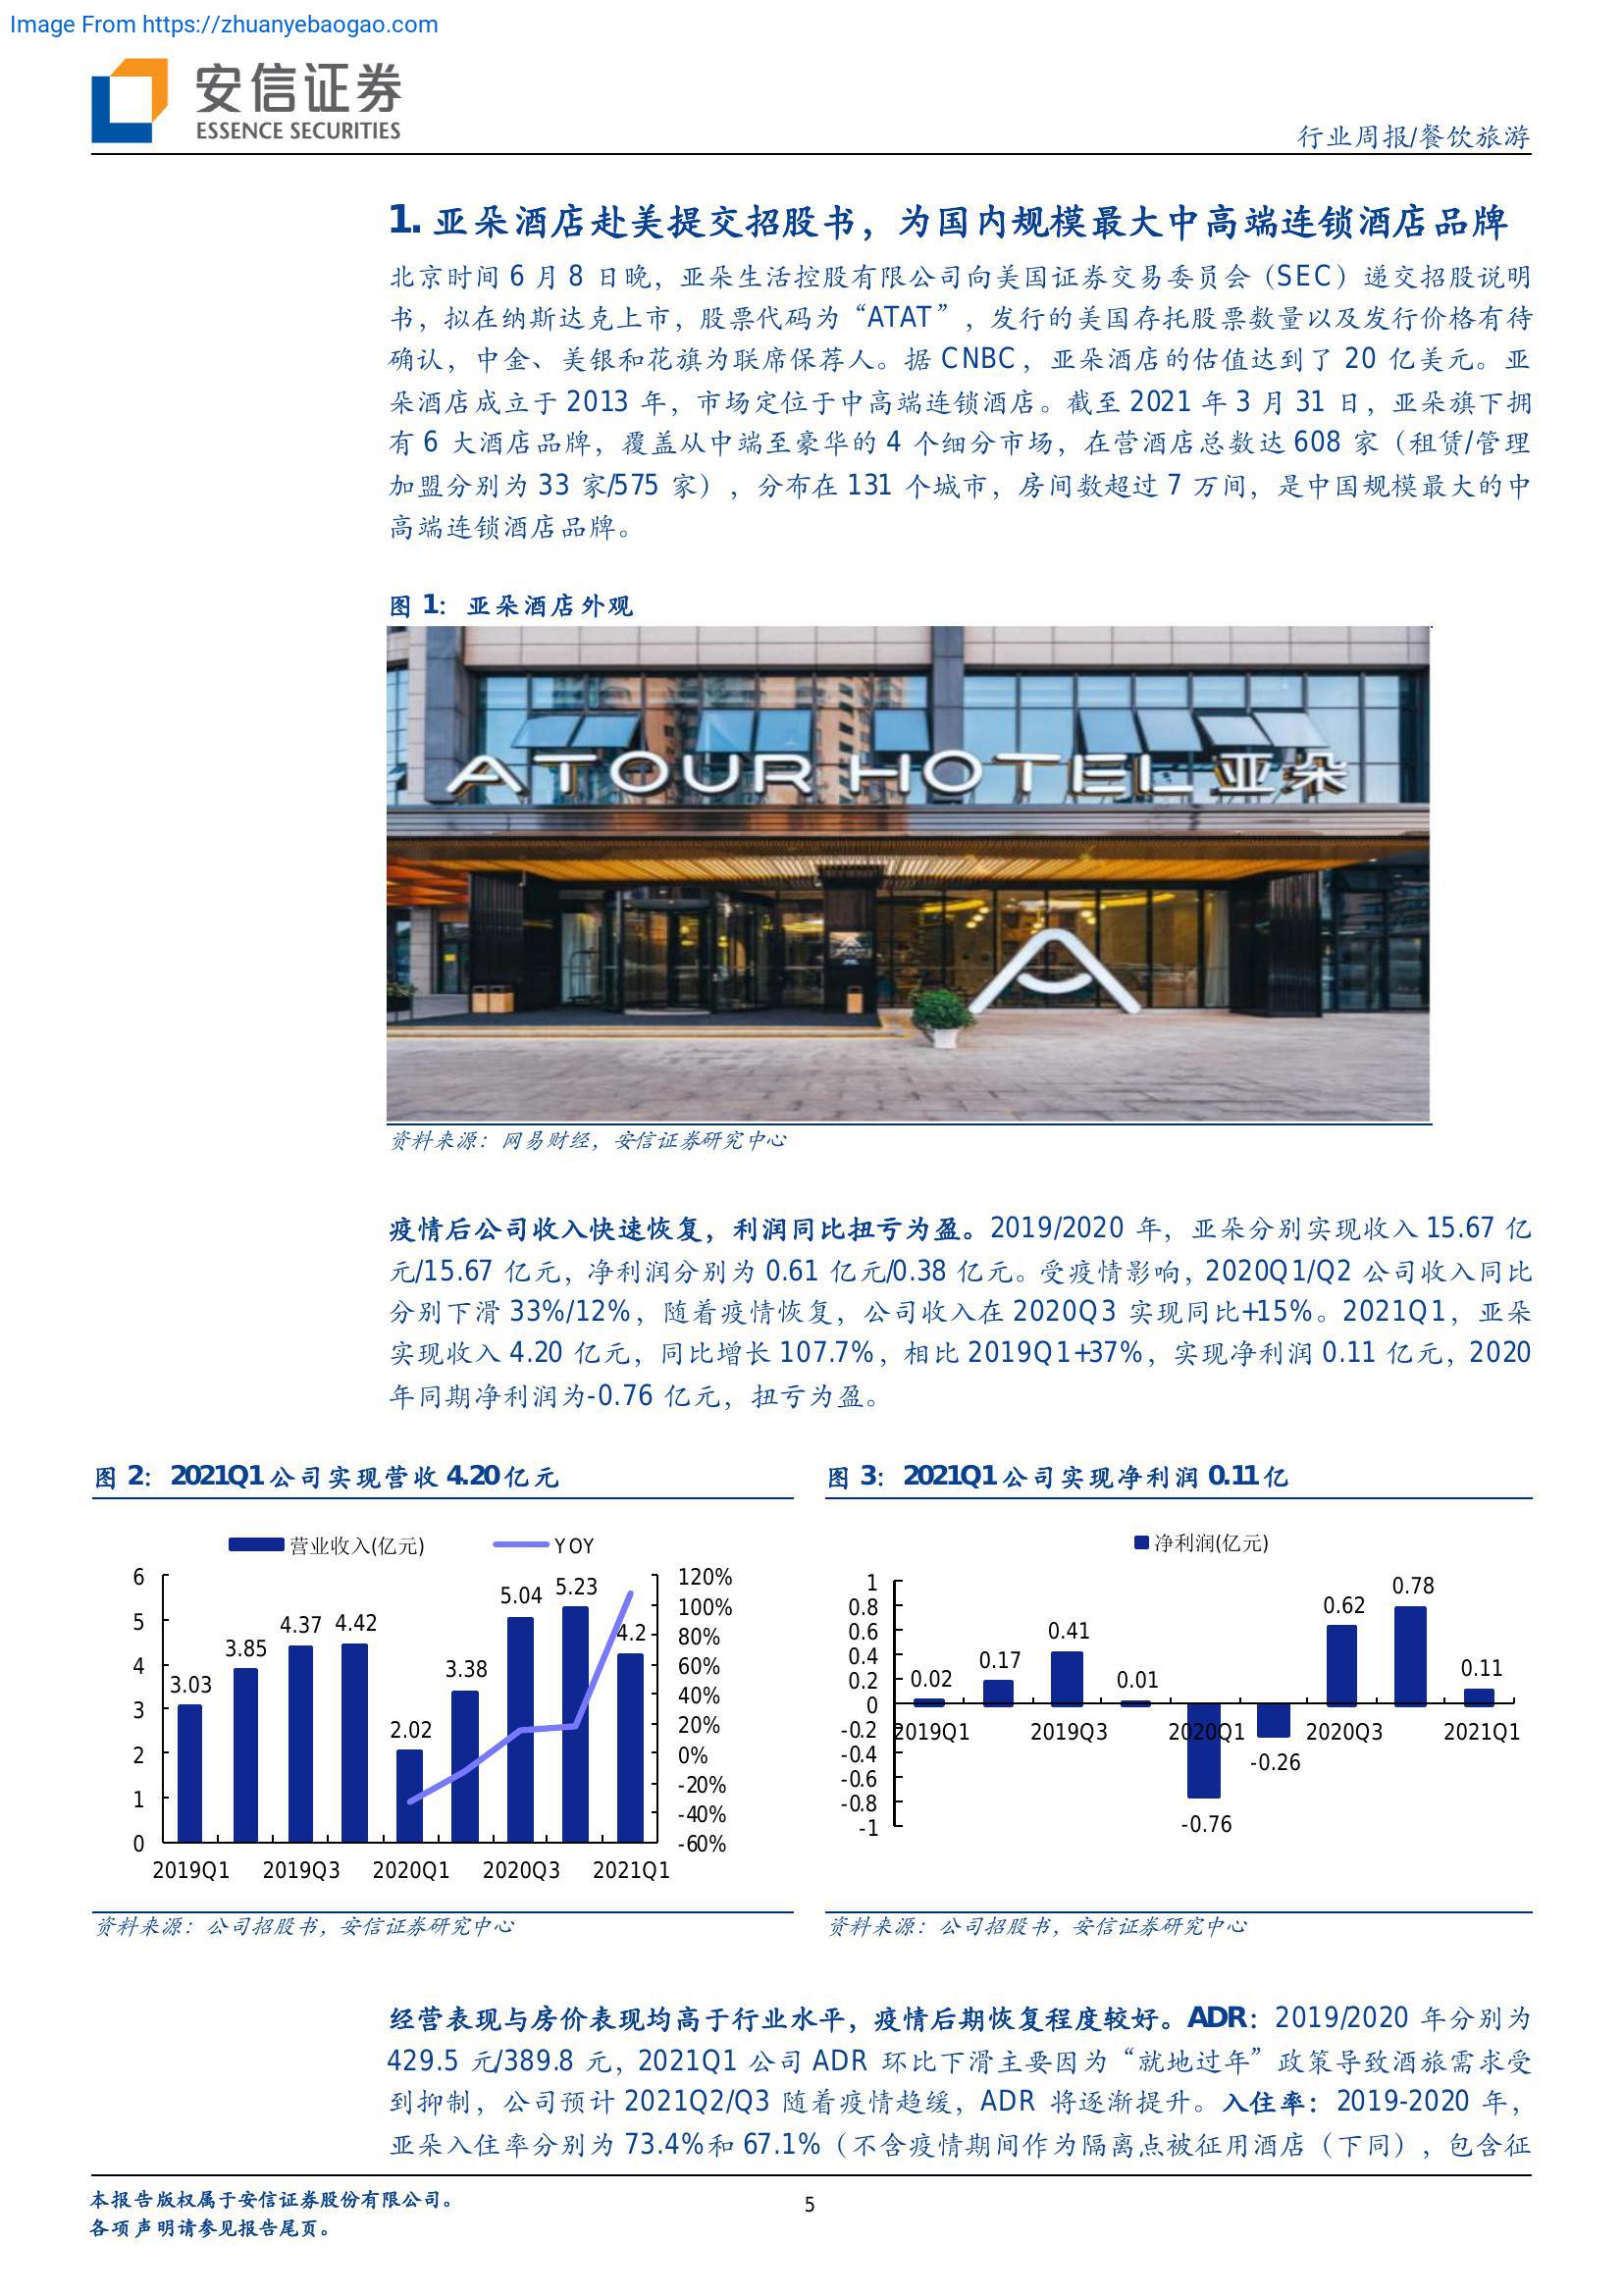 Image From https://zhuanyebaogao.com
安信证券
ESSENCE SECURITIES
行业周报/餐饮旅游
1. 亚朵酒店赴美提交招股书，为国内规模最大中高端连锁酒店品牌
北京时间 6 月 8 日晚，亚朵生活控股有限公司向美国证券交易委员会（SEC）递交招股说明
书，拟在纳斯达克上市，股票代码为“ATAT”，发行的美国存托股票数量以及发行价格有待
确认，中金、美银和花旗为联席保荐人。据 CNBC，亚朵酒店的估值达到了 20 亿美元。亚
朵酒店成立于 2013 年，市场定位于中高端连锁酒店。截至 2021 年 3 月 31 日，亚朵旗下拥
有 6 大酒店品牌，覆盖从中端至豪华的 4 个细分市场，在营酒店总数达 608 家（租赁/管理
加盟分别为 33 家/575 家），分布在 131 个城市，房间数超过 7 万间，是中国规模最大的中
高端连锁酒店品牌。
图 1：亚朵酒店外观
ATOUR HOTEL 亚朵
资料来源：网易财经，安信证券研究中心
疫情后公司收入快速恢复，利润同比扭亏为盈。2019/2020 年，亚朵分别实现收入 15.67 亿
元/15.67 亿元，净利润分别为 0.61 亿元/0.38 亿元。受疫情影响，2020Q1/Q2 公司收入同比
分别下滑 33%/12%，随着疫情恢复，公司收入在 2020Q3 实现同比+15%。2021Q1，亚朵
实现收入 4.20 亿元，同比增长 107.7%，相比 2019Q1+37%，实现净利润 0.11 亿元，2020
年同期净利润为-0.76 亿元，扭亏为盈。
图 2：2021Q1公司实现营收 4.20亿元
营业收入(亿元) YOY
6
5
4
3
2
1
0
3.03
3.85
4.37
4.42
2.02
3.38
5.04
5.23
4.2
120%
100%
80%
60%
40%
20%
0%
-20%
-40%
-60%
2019Q1 2019Q3 2020Q1 2020Q3 2021Q1
资料来源：公司招股书，安信证券研究中心
图 3：2021Q1公司实现净利润 0.11亿
净利润(亿元)
1
0.8
0.6
0.4
0.2
0
-0.2
-0.4
-0.6
-0.8
-1
0.02
0.17
0.41
0.01
-0.76
-0.26
0.62
0.78
0.11
2019Q1 2019Q3 2020Q1 2020Q3 2021Q1
资料来源：公司招股书，安信证券研究中心
经营表现与房价表现均高于行业水平，疫情后期恢复程度较好。ADR：2019/2020 年分别为
429.5 元/389.8 元，2021Q1 公司 ADR 环比下滑主要因为“就地过年”政策导致酒旅需求受
到抑制，公司预计 2021Q2/Q3 随着疫情趋缓，ADR 将逐渐提升。入住率：2019-2020 年，
亚朵入住率分别为 73.4%和 67.1%（不含疫情期间作为隔离点被征用酒店（下同），包含征
本报告版权属于安信证券股份有限公司。
各项声明请参见报告尾页。
5